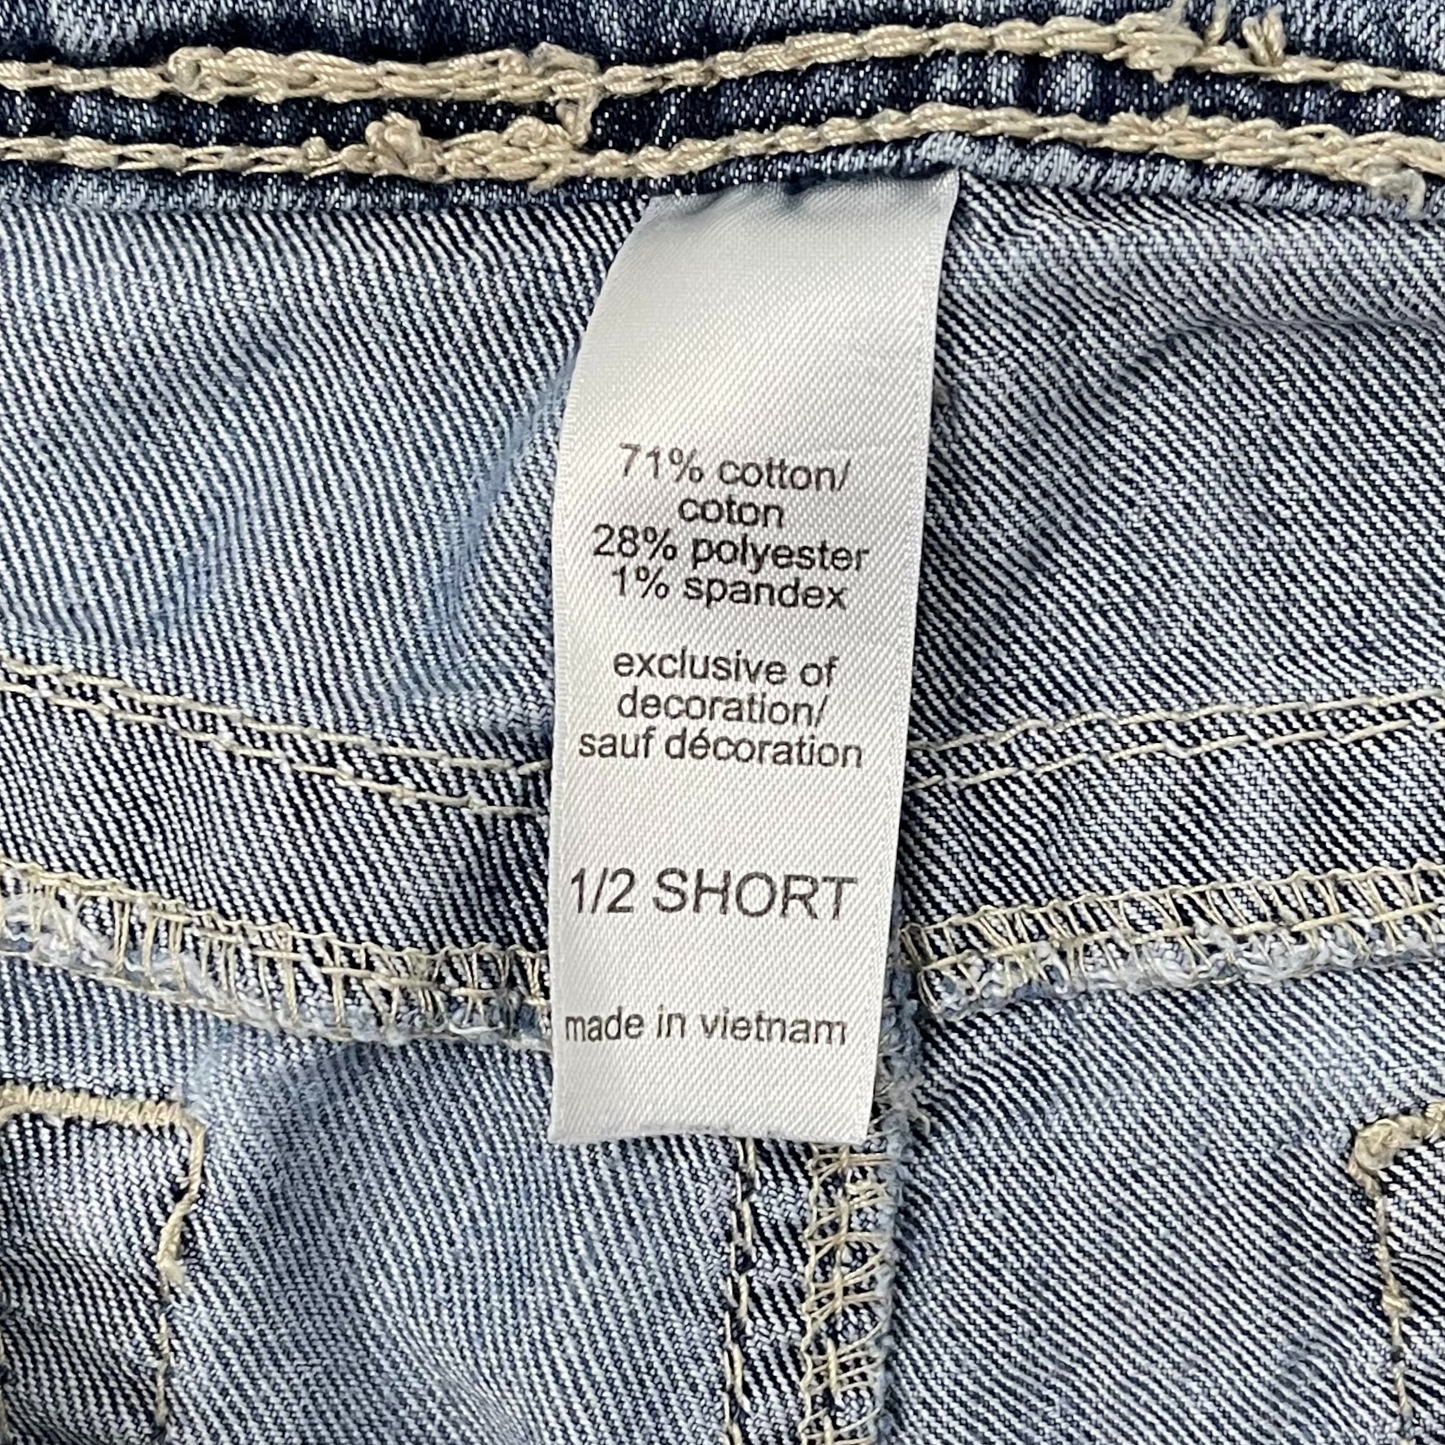 71% cotton/
coton
28% polyester
1% spandex
exclusive of
decoration/
sauf décoration
1/2 SHORT
made in vietnam